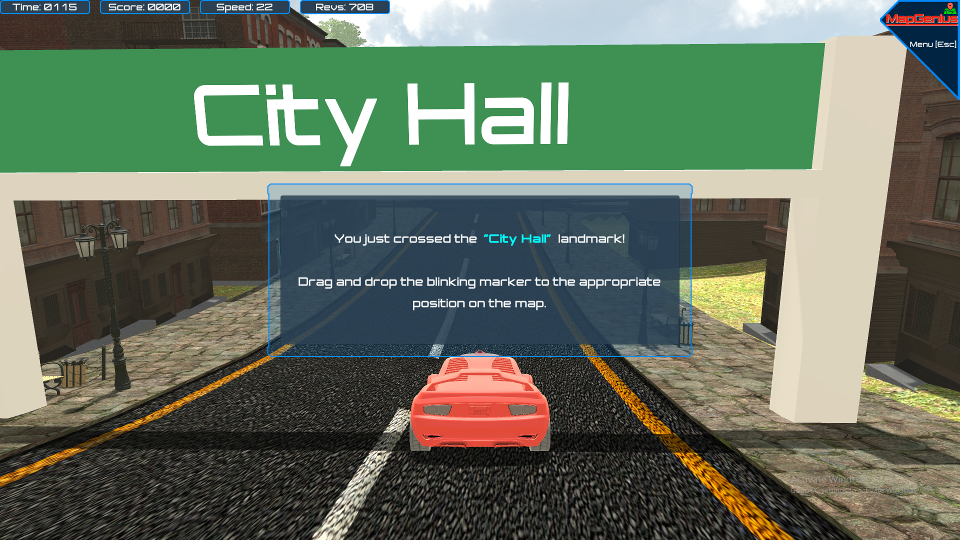 Time: 0115 Score: 0000 Speed: 22 Revs: 708
MapGenius
Menu [Esc]
City Hall
You just crossed the "City Hall" landmark!
Drag and drop the blinking marker to the appropriate
position on the map.